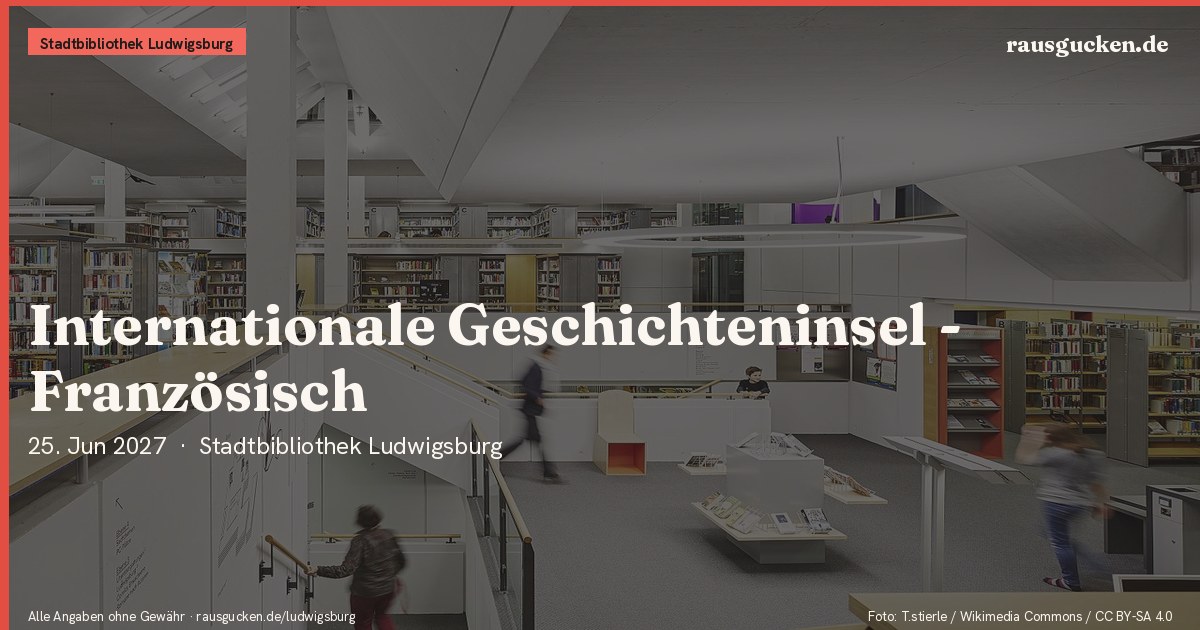 Stadtbibliothek Ludwigsburg
rausgucken.de
Internationale Geschichteninsel -
Französisch
25. Jun 2027 · Stadtbibliothek Ludwigsburg
Alle Angaben ohne Gewähr · rausgucken.de/ludwigsburg
Foto: T.stierle / Wikimedia Commons / CC BY-SA 4.0